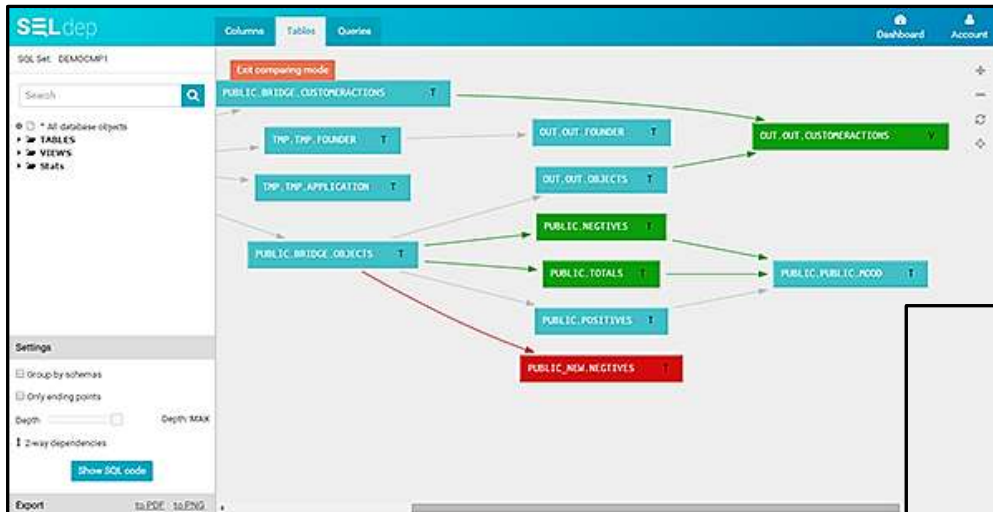 SΞLdep
Columns Tables Queries
Dashboard Account
SQL Set: DEMOCMP1
Exit comparing mode
Search
* All database objects
TABLES
VIEWS
Stats
PUBLIC.BRIDGE.CUSTOMERACTIONS T
TMP.TMP.FOUNDER T
OUT.OUT.FOUNDER T
OUT.OUT.CUSTOMERACTIONS V
TMP.TMP.APPLICATION T
OUT.OUT.OBJECTS T
PUBLIC.BRIDGE.OBJECTS T
PUBLIC.NEGTIVES T
PUBLIC.TOTALS T
PUBLIC.PUBLIC.MOOD T
PUBLIC.POSITIVES T
PUBLIC_NEW.NEGTIVES T
Settings
Group by schemas
Only ending points
Depth Depth: MAX
2-way dependencies
Show SQL code
Export to PDF to PNG